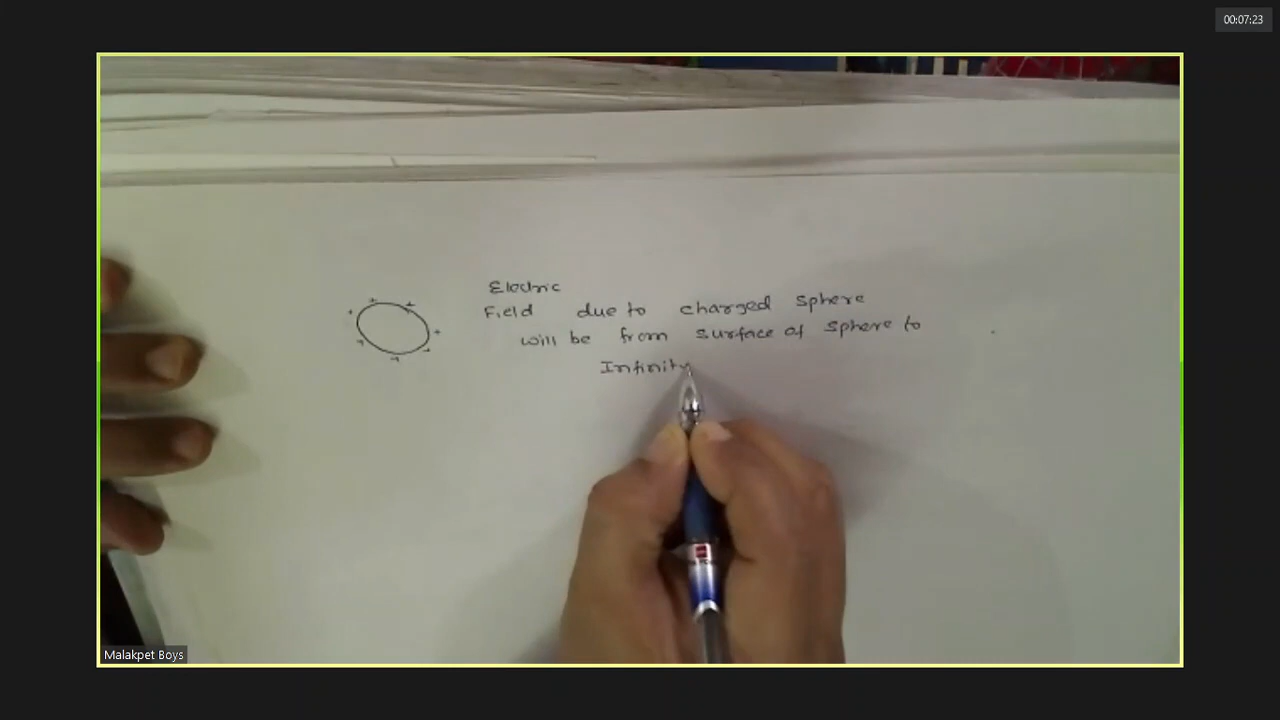 00:07:23
Electric
Field due to charged sphere
will be from surface of sphere to
Infinity
Malakpet Boys